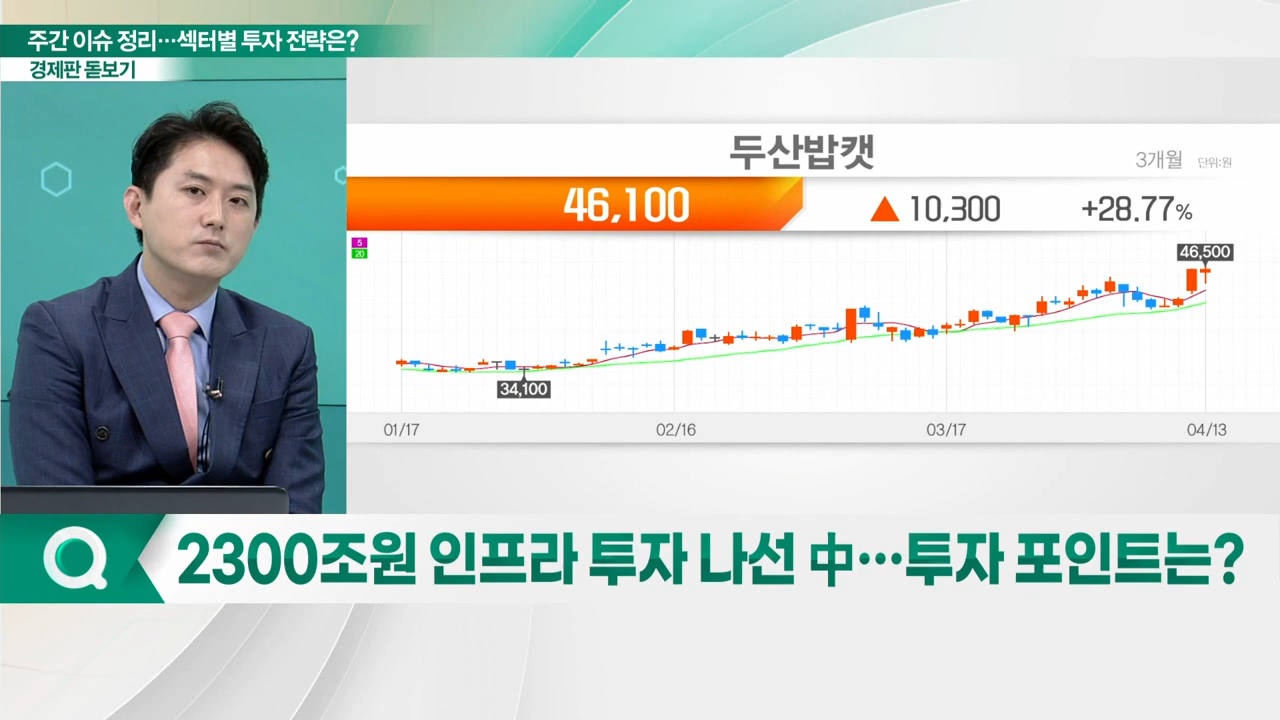 주간 이슈 정리…섹터별 투자 전략은?
경제판 돋보기
두산밥캣
3개월 단위:원
46,100 ▲ 10,300 +28.77%
5
20
46,500
34,100
01/17 02/16 03/17 04/13
2300조원 인프라 투자 나선 中…투자 포인트는?